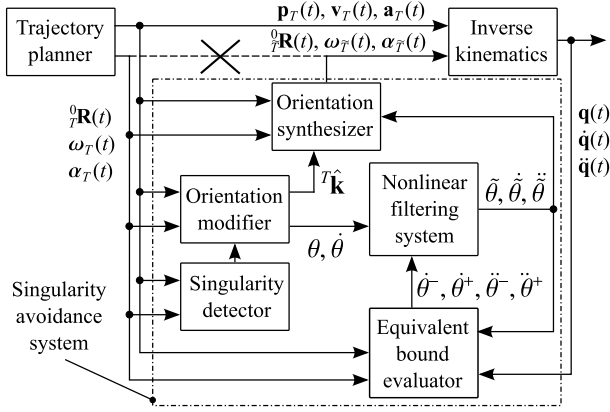 Trajectory
planner
𝐩_T(t), 𝐯_T(t), 𝐚_T(t)
⁰_T̃𝐑(t), 𝝎_T̃(t), 𝜶_T̃(t)
Inverse
kinematics
Orientation
synthesizer
⁰_T𝐑(t)
𝝎_T(t)
𝜶_T(t)
𝐪(t)
𝐪̇(t)
𝐪̈(t)
ᵀ𝐤̂
Orientation
modifier
θ, θ̇
Nonlinear
filtering
system
θ̃, θ̃̇, θ̃̈
Singularity
detector
θ̇⁻, θ̇⁺, θ̈⁻, θ̈⁺
Singularity
avoidance
system
Equivalent
bound
evaluator